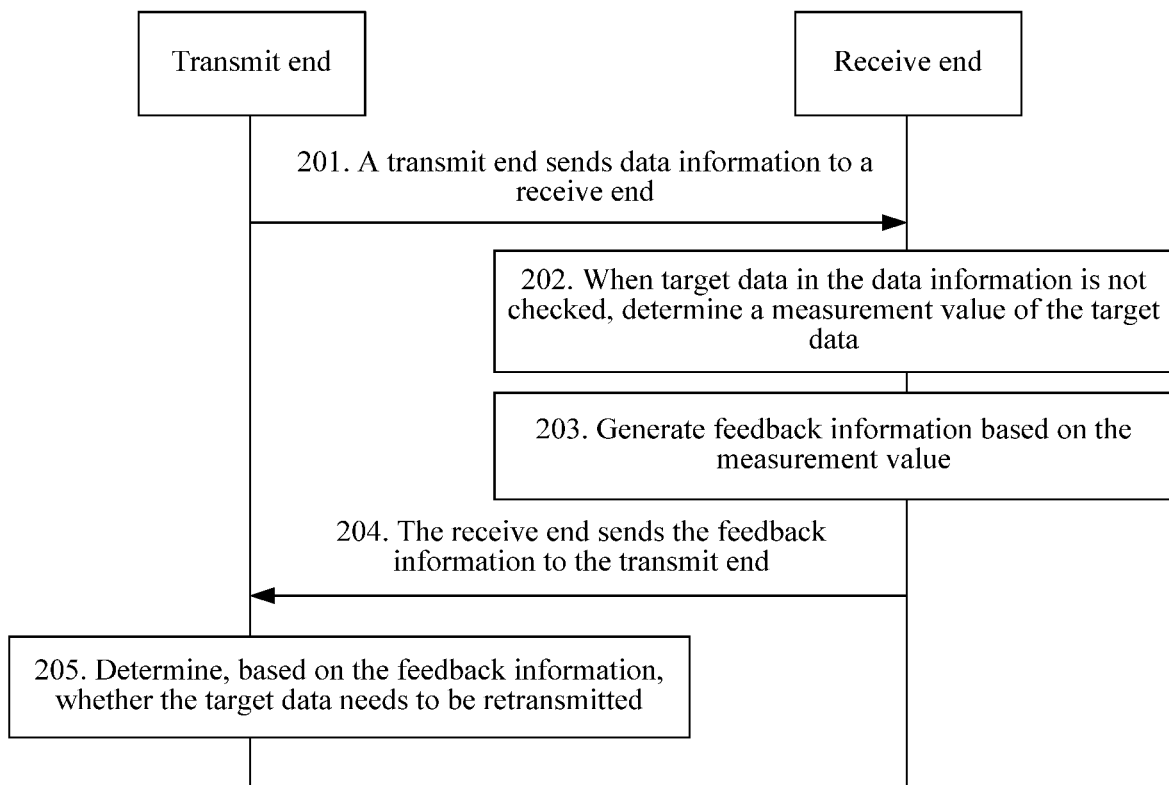 Transmit end
Receive end
201. A transmit end sends data information to a
receive end
202. When target data in the data information is not
checked, determine a measurement value of the target
data
203. Generate feedback information based on the
measurement value
204. The receive end sends the feedback
information to the transmit end
205. Determine, based on the feedback information,
whether the target data needs to be retransmitted